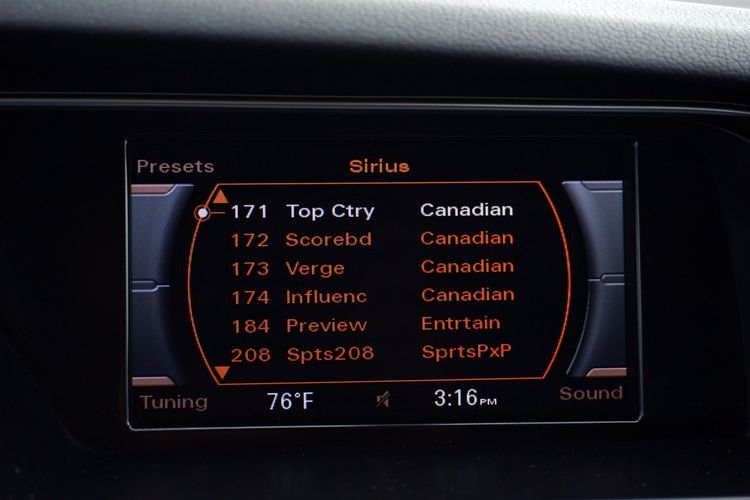 Presets Sirius
171 Top Ctry Canadian
172 Scorebd Canadian
173 Verge Canadian
174 Influenc Canadian
184 Preview Entrtain
208 Spts208 SprtsPxP
Tuning 76°F 3:16PM Sound